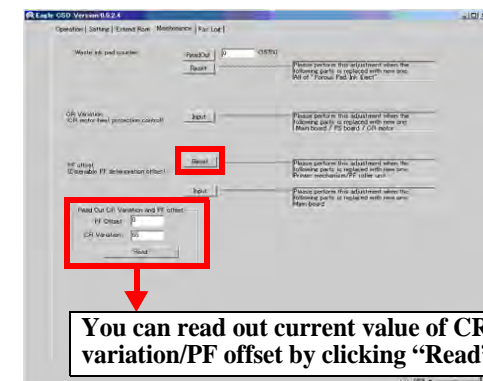 Eagle OSD Version 0.5.2.4
Operation | Setting | Extend Rom | Maintenance | Fax Log |
Waste ink pad counter
ReadOut
0
Reset
Please perform this adjustment when the
following parts is replaced with new one.
All of "Porous Pad Ink Eject"
CR Variation
(CR motor heel protection control)
Input
Please perform this adjustment when the
following parts is replaced with new one.
Main board / PS board / CR motor
PF offset
(Extensible PF deterioration offset)
Reset
Please perform this adjustment when the
following parts is replaced with new one.
Printer mechanism/PF roller unit
Input
Please perform this adjustment when the
following parts is replaced with new one.
Main board
Read Out CR Variation and PF offset
PF Offset
0
CR Variation
Read
You can read out current value of CR
variation/PF offset by clicking “Read”